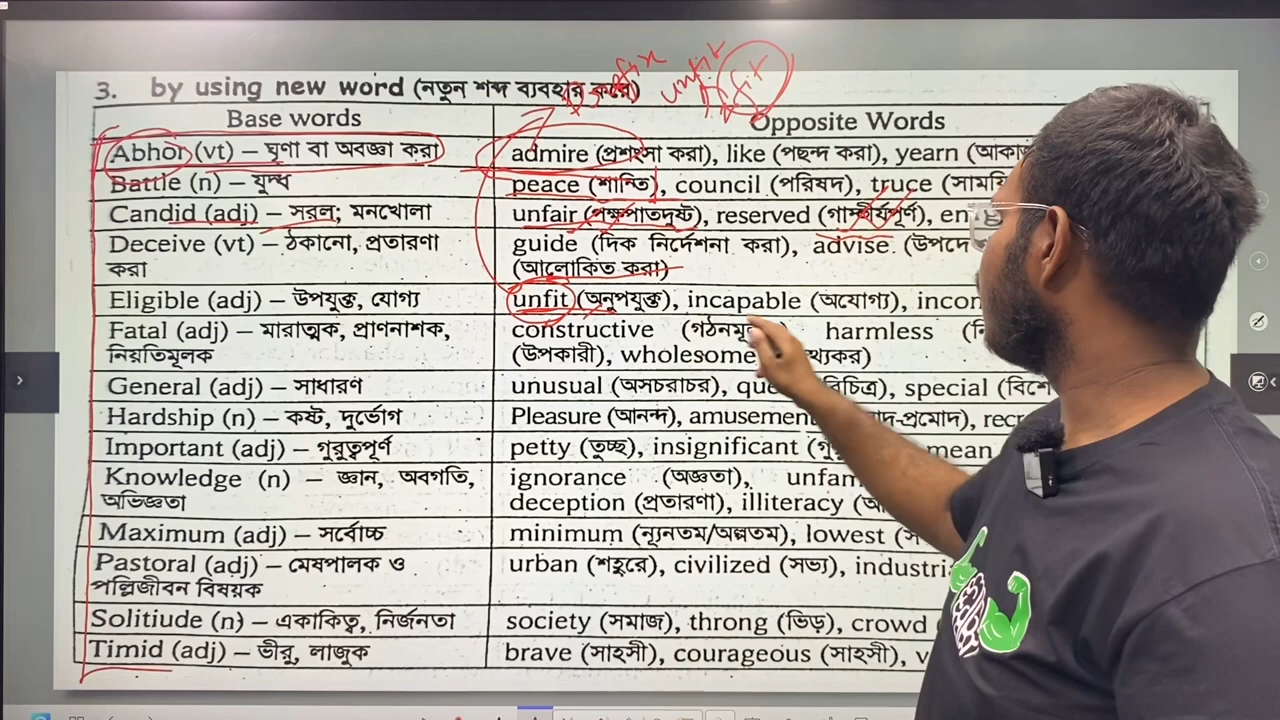 3. by using new word (নতুন শব্দ ব্যবহার করে)
unfit
fit
Base words Opposite Words
Abhor (vt) – ঘৃণা বা অবজ্ঞা করা admire (প্রশংসা করা), like (পছন্দ করা), yearn
Battle (n) – যুদ্ধ peace (শান্তি), council (পরিষদ), truce
Candid (adj) – সরল; মনখোলা unfair (পক্ষপাতদুষ্ট), reserved (গাম্ভীর্যপূর্ণ),
Deceive (vt) – ঠকানো, প্রতারণা guide (দিক নির্দেশনা করা), advise
করা (আলোকিত করা)
Eligible (adj) – উপযুক্ত, যোগ্য unfit (অনুপযুক্ত), incapable (অযোগ্য),
Fatal (adj) – মারাত্মক, প্রাণনাশক, constructive harmless
নিয়তিমূলক (উপকারী), wholesome
General (adj) – সাধারণ unusual (অসচরাচর), special
Hardship (n) – কষ্ট, দুর্ভোগ Pleasure (আনন্দ),
Important (adj) – গুরুত্বপূর্ণ petty (তুচ্ছ), insignificant mean
Knowledge (n) – জ্ঞান, অবগতি, ignorance (অজ্ঞতা),
অভিজ্ঞতা deception (প্রতারণা), illiteracy
Maximum (adj) – সর্বোচ্চ minimum (ন্যূনতম/অল্পতম), lowest
Pastoral (adj) – মেষপালক ও urban (শহুরে), civilized (সভ্য),
পল্লিজীবন বিষয়ক
Solitiude (n) – একাকিত্ব, নির্জনতা society (সমাজ), throng (ভিড়), crowd
Timid (adj) – ভীরু, লাজুক brave (সাহসী), courageous (সাহসী),